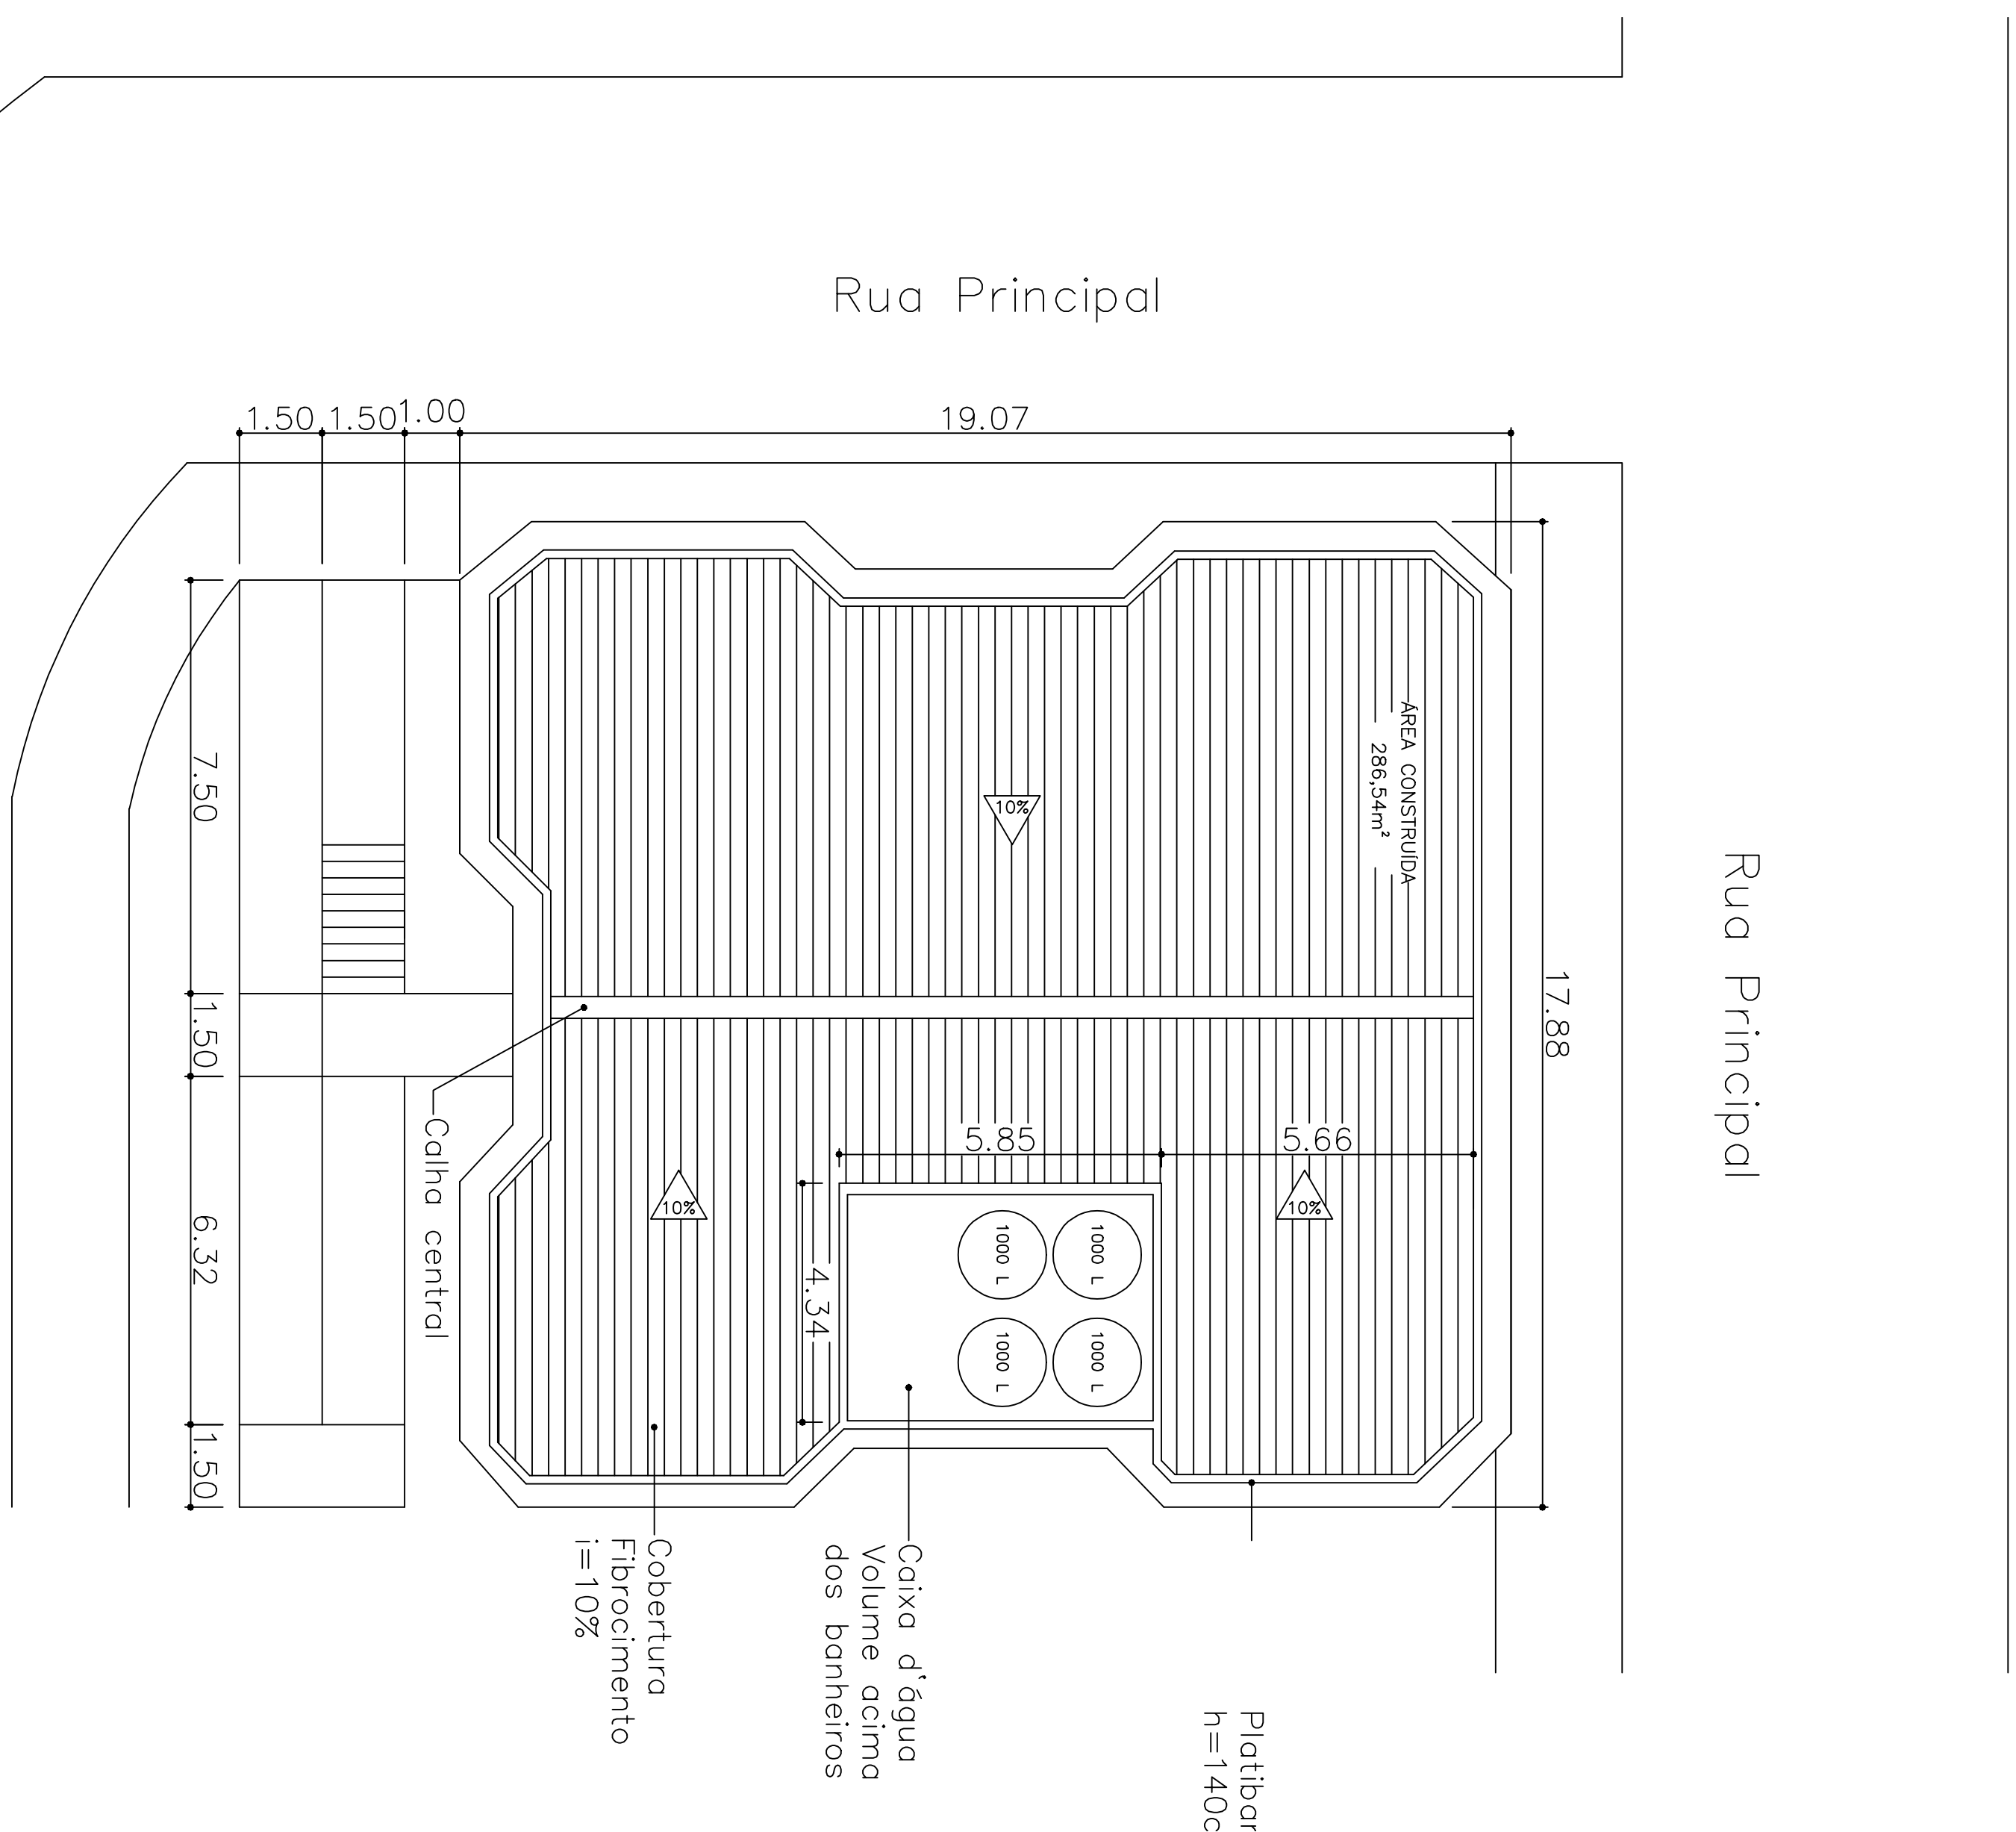 Rua Principal
1.50
1.50
1.00
19.07
ÁREA CONSTRUÍDA
286,54m²
10%
Rua Principal
17.88
7.50
1.50
6.32
1.50
Calha central
5.85
5.66
10%
10%
4.34
1000 L
1000 L
1000 L
1000 L
Cobertura
Fibrocimento
i=10%
Caixa d'água
Volume acima
dos banheiros
Platibar
h=140c